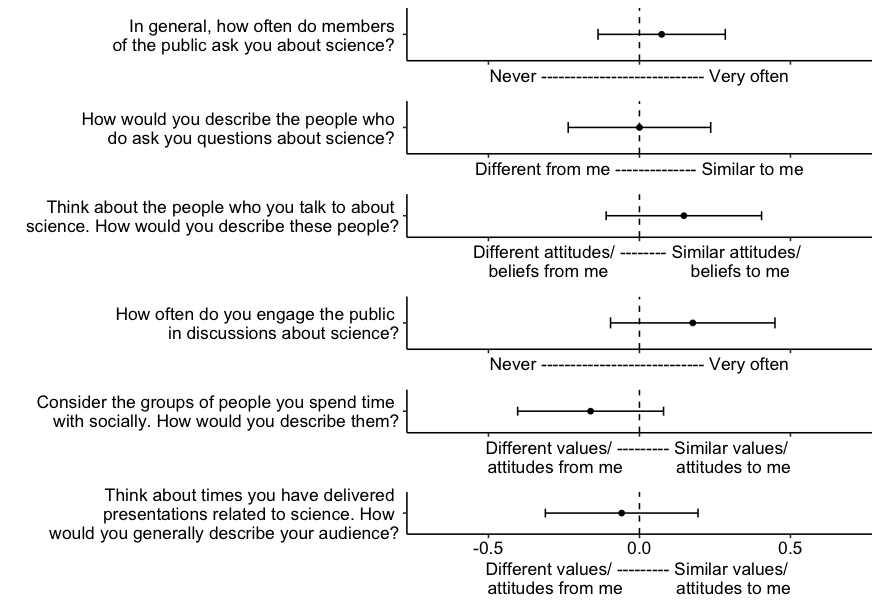 In general, how often do members
of the public ask you about science?
Never ---------------------------- Very often
How would you describe the people who
do ask you questions about science?
Different from me -------------- Similar to me
Think about the people who you talk to about
science. How would you describe these people?
Different attitudes/ -------- Similar attitudes/
beliefs from me beliefs to me
How often do you engage the public
in discussions about science?
Never ---------------------------- Very often
Consider the groups of people you spend time
with socially. How would you describe them?
Different values/ --------- Similar values/
attitudes from me attitudes to me
Think about times you have delivered
presentations related to science. How
would you generally describe your audience?
-0.5 0.0 0.5
Different values/ --------- Similar values/
attitudes from me attitudes to me